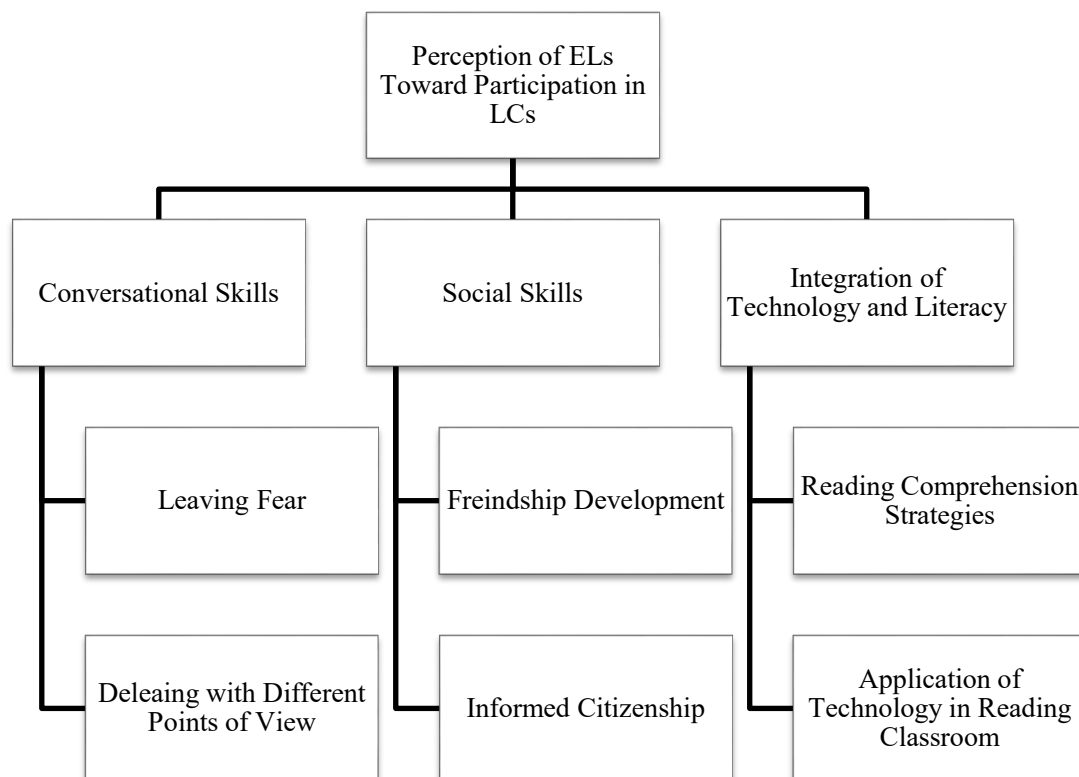 Perception of ELs
Toward Participation in
LCs
Conversational Skills
Social Skills
Integration of
Technology and Literacy
Leaving Fear
Freindship Development
Reading Comprehension
Strategies
Deleaing with Different
Points of View
Informed Citizenship
Application of
Technology in Reading
Classroom